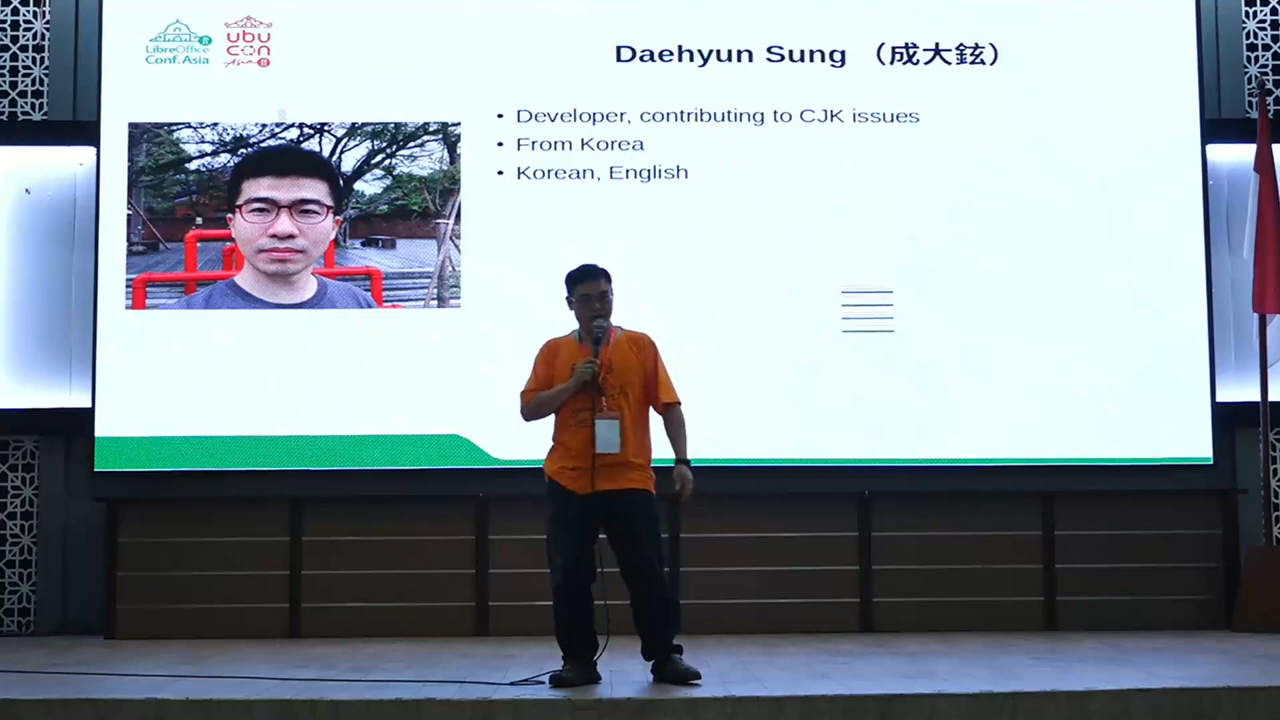 LibreOffice
Conf.Asia
ubu
con
Asia
Daehyun Sung （成大鉉）
• Developer, contributing to CJK issues
• From Korea
• Korean, English